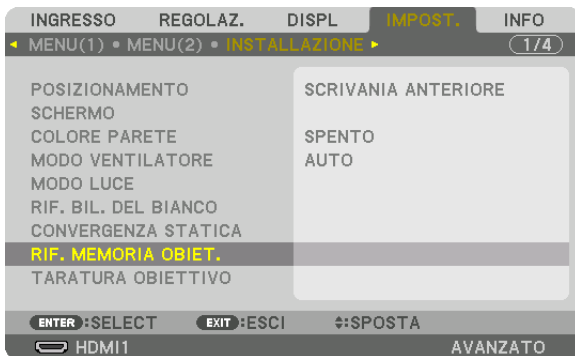 INGRESSO REGOLAZ. DISPL IMPOST. INFO
MENU(1) • MENU(2) • INSTALLAZIONE 1/4
POSIZIONAMENTO SCRIVANIA ANTERIORE
SCHERMO
COLORE PARETE SPENTO
MODO VENTILATORE AUTO
MODO LUCE
RIF. BIL. DEL BIANCO
CONVERGENZA STATICA
RIF. MEMORIA OBIET.
TARATURA OBIETTIVO
ENTER :SELECT EXIT :ESCI :SPOSTA
HDMI1 AVANZATO